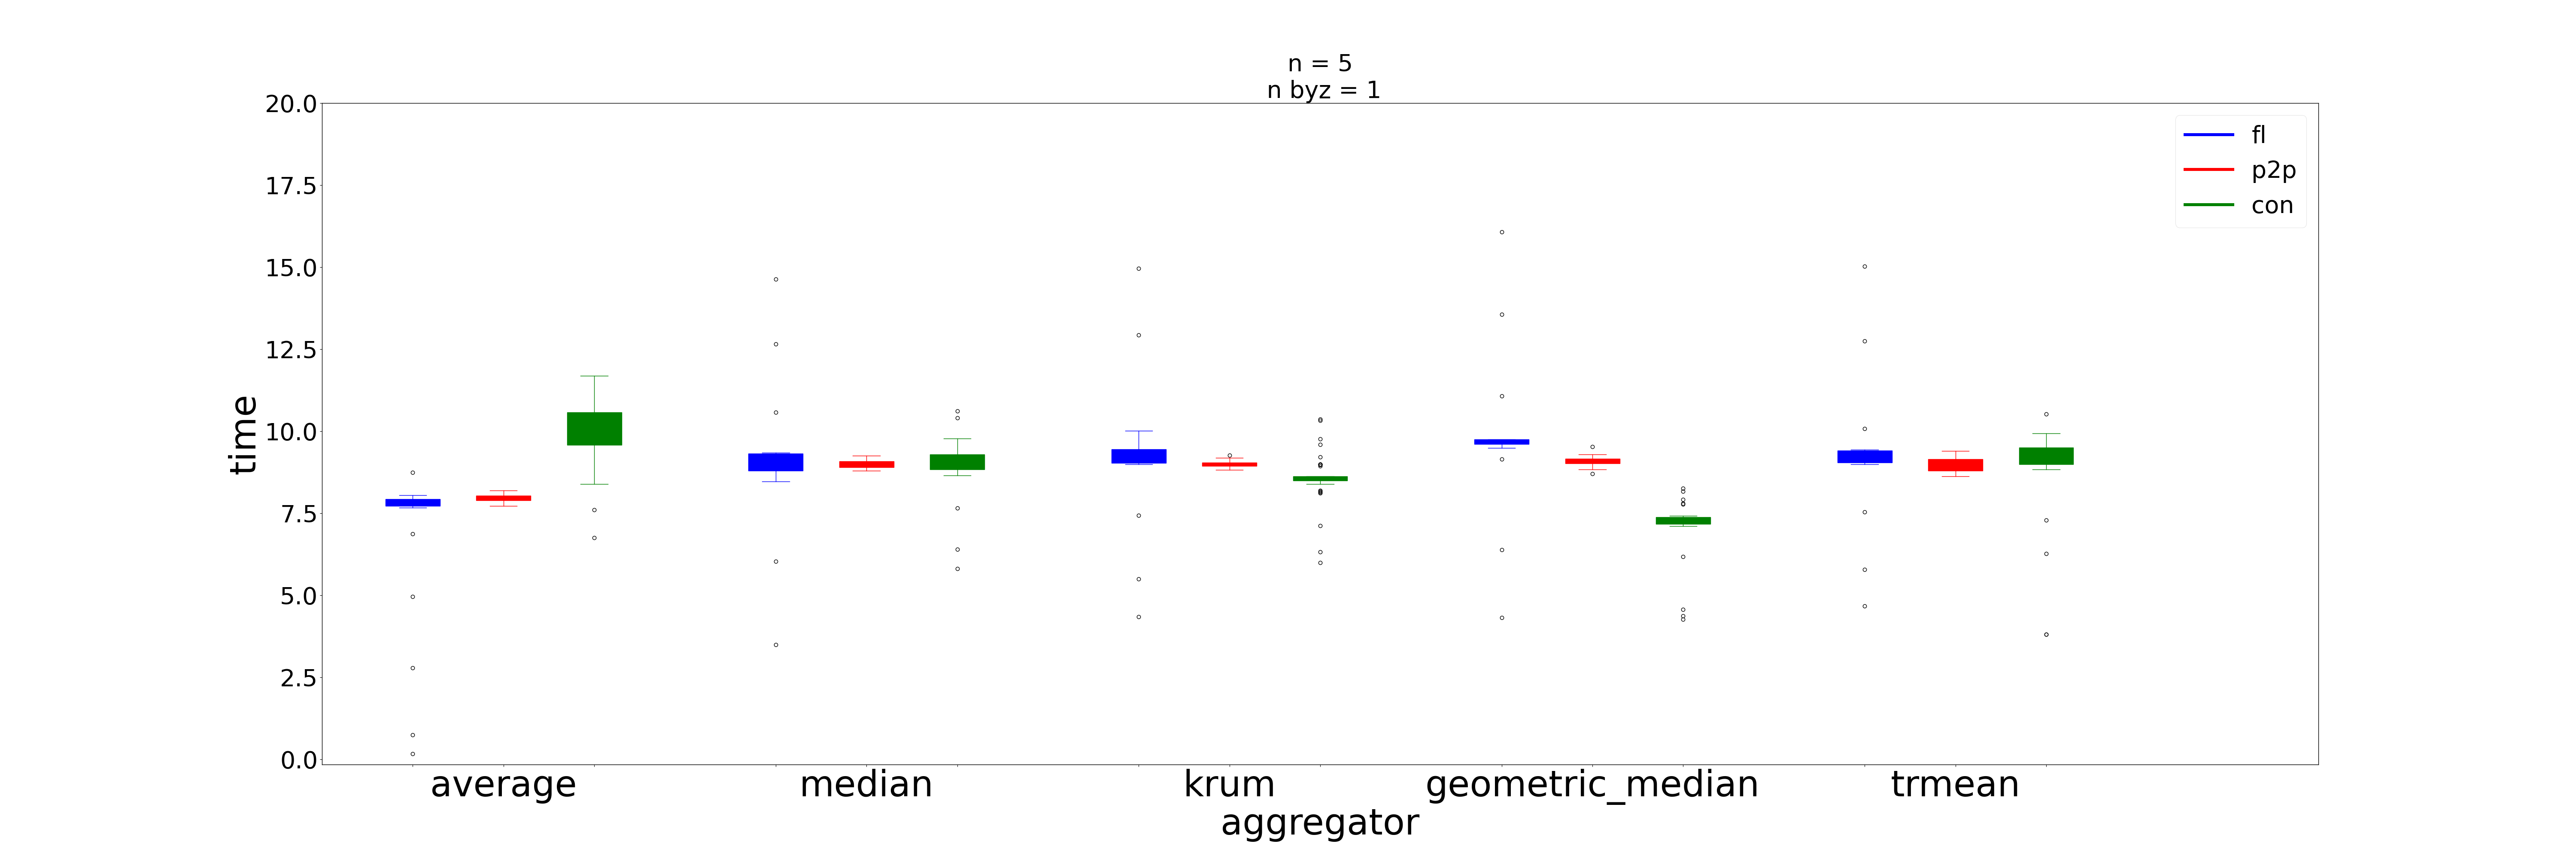 n = 5
n byz = 1
20.0
17.5
15.0
12.5
10.0
7.5
5.0
2.5
0.0
time
fl
p2p
con
average
median
krum
geometric_median
trmean
aggregator